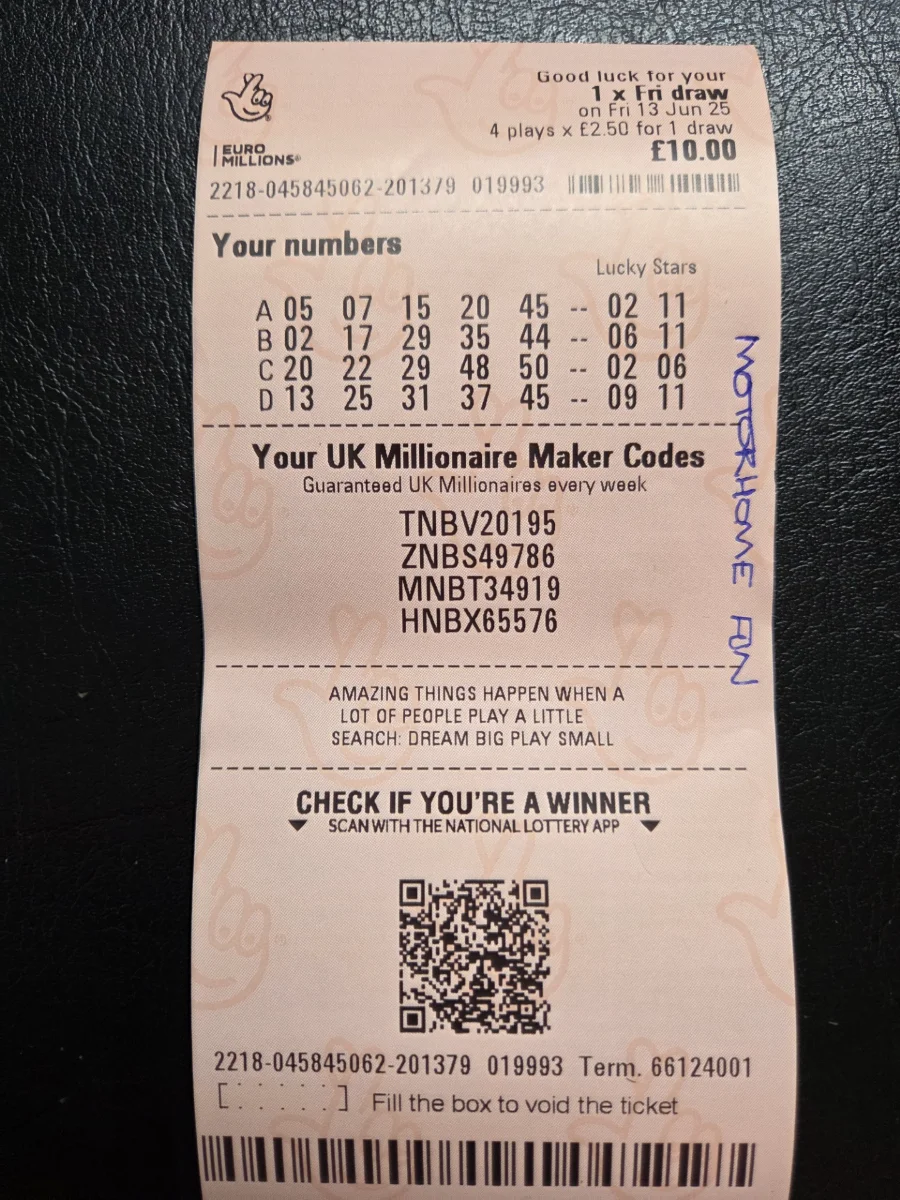 Good luck for your
1 x Fri draw
on Fri 13 Jun 25
4 plays x £2.50 for 1 draw
£10.00
EURO
MILLIONS®
2218-045845062-201379 019993
Your numbers
Lucky Stars
A 05 07 15 20 45 -- 02 11
B 02 17 29 35 44 -- 06 11
C 20 22 29 48 50 -- 02 06
D 13 25 31 37 45 -- 09 11
MOTORHOME FUN
Your UK Millionaire Maker Codes
Guaranteed UK Millionaires every week
TNBV20195
ZNBS49786
MNBT34919
HNBX65576
AMAZING THINGS HAPPEN WHEN A
LOT OF PEOPLE PLAY A LITTLE
SEARCH: DREAM BIG PLAY SMALL
CHECK IF YOU'RE A WINNER
SCAN WITH THE NATIONAL LOTTERY APP
2218-045845062-201379 019993 Term. 66124001
[. . . . . .] Fill the box to void the ticket